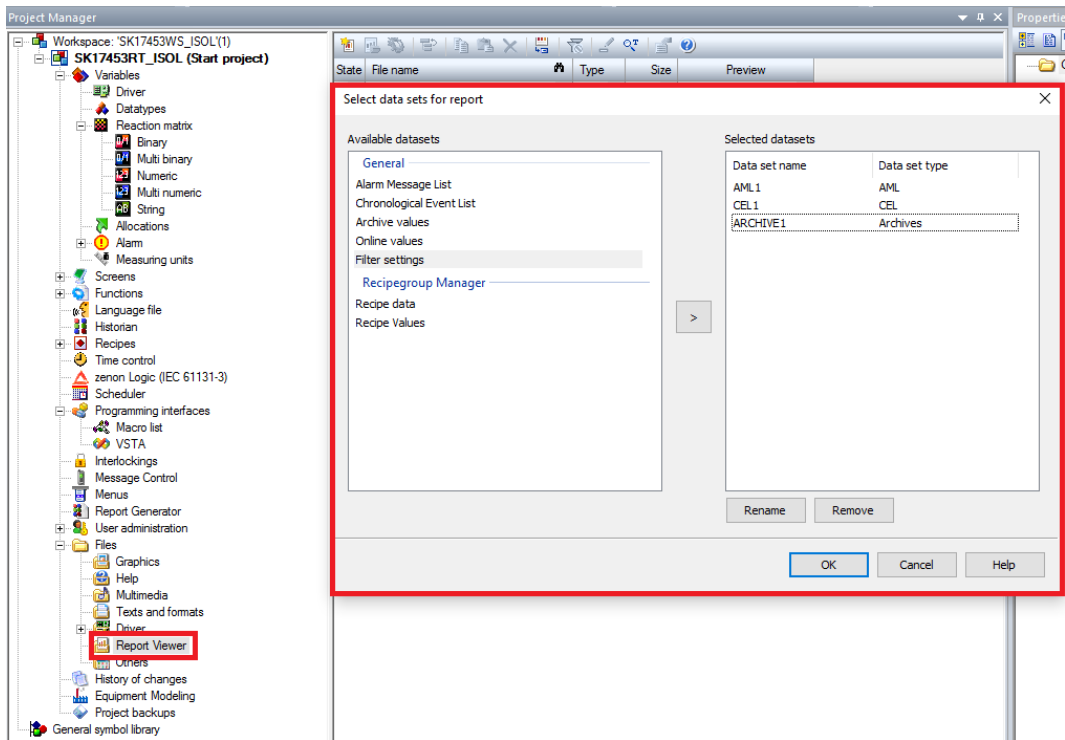 Project Manager
Workspace: 'SK17453WS_ISOL'(1)
SK17453RT_ISOL (Start project)
Variables
Driver
Datatypes
Reaction matrix
Binary
Multi binary
Numeric
Multi numeric
String
Allocations
Alarm
Measuring units
Screens
Functions
Language file
Historian
Recipes
Time control
zenon Logic (IEC 61131-3)
Scheduler
Programming interfaces
Macro list
VSTA
Interlockings
Message Control
Menus
Report Generator
User administration
Files
Graphics
Help
Multimedia
Texts and formats
Driver
Report Viewer
Others
History of changes
Equipment Modeling
Project backups
General symbol library
State File name Type Size Preview
Select data sets for report
Available datasets
General
Alarm Message List
Chronological Event List
Archive values
Online values
Filter settings
Recipegroup Manager
Recipe data
Recipe Values
>
Selected datasets
Data set name Data set type
AML1 AML
CEL1 CEL
ARCHIVE1 Archives
Rename Remove
OK Cancel Help